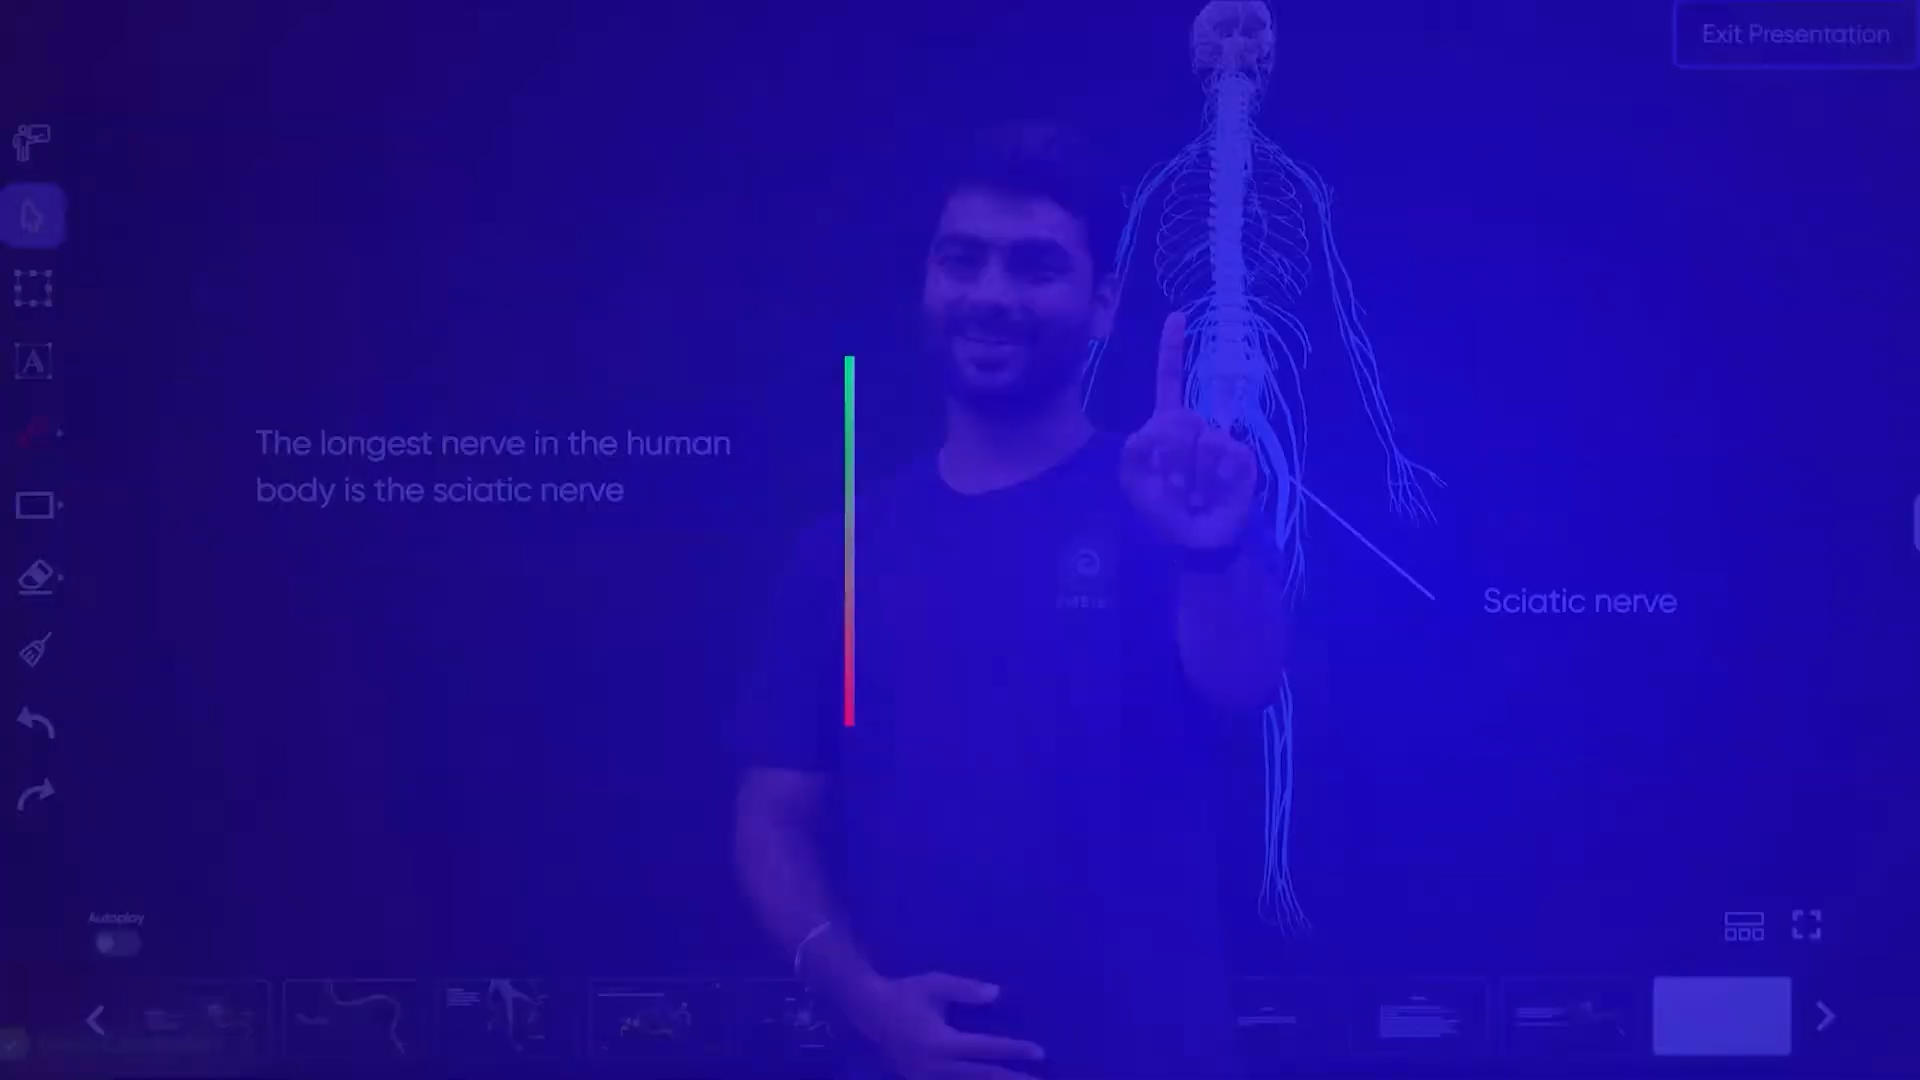 Exit Presentation
The longest nerve in the human
body is the sciatic nerve
Sciatic nerve
Autoplay